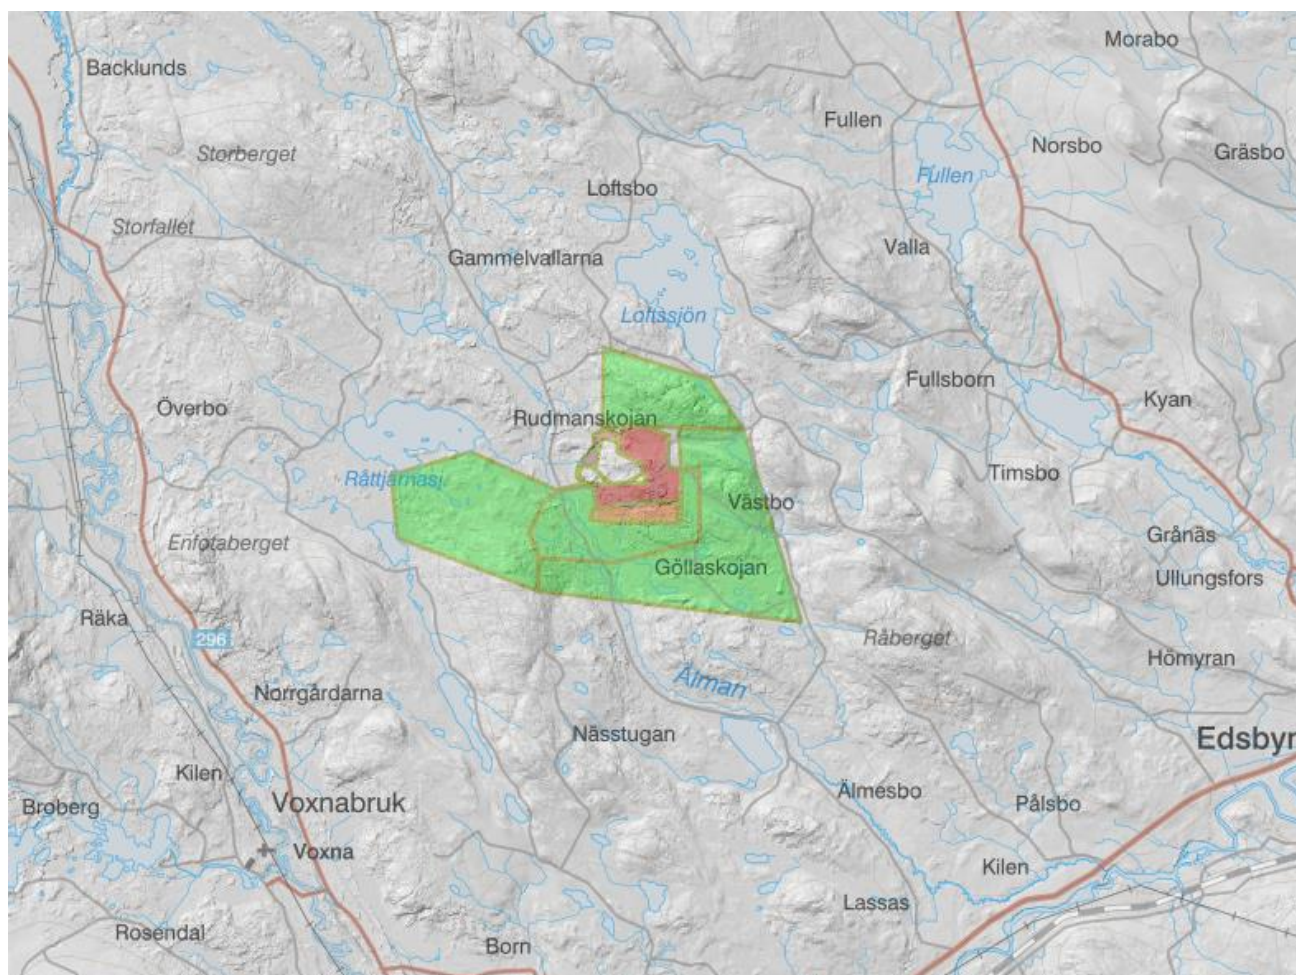 Morabo
Backlunds
Fullen
Norsbo
Gräsbo
Storberget
Fullen
Loftsbo
Storfallet
Valla
Gammelvallarna
Loftssjön
Fullsborn
Kyan
Överbo
Rudmanskojan
Timsbo
Råttjärnasj.
Västbo
Grånäs
Enfotaberget
Göllaskojan
Ullungsfors
Räka
296
Råberget
Hömyran
Älman
Norrgårdarna
Nässtugan
Edsbyn
Kilen
Älmesbo
Voxnabruk
Pålsbo
Broberg
Voxna
Kilen
Lassas
Rosendal
Born